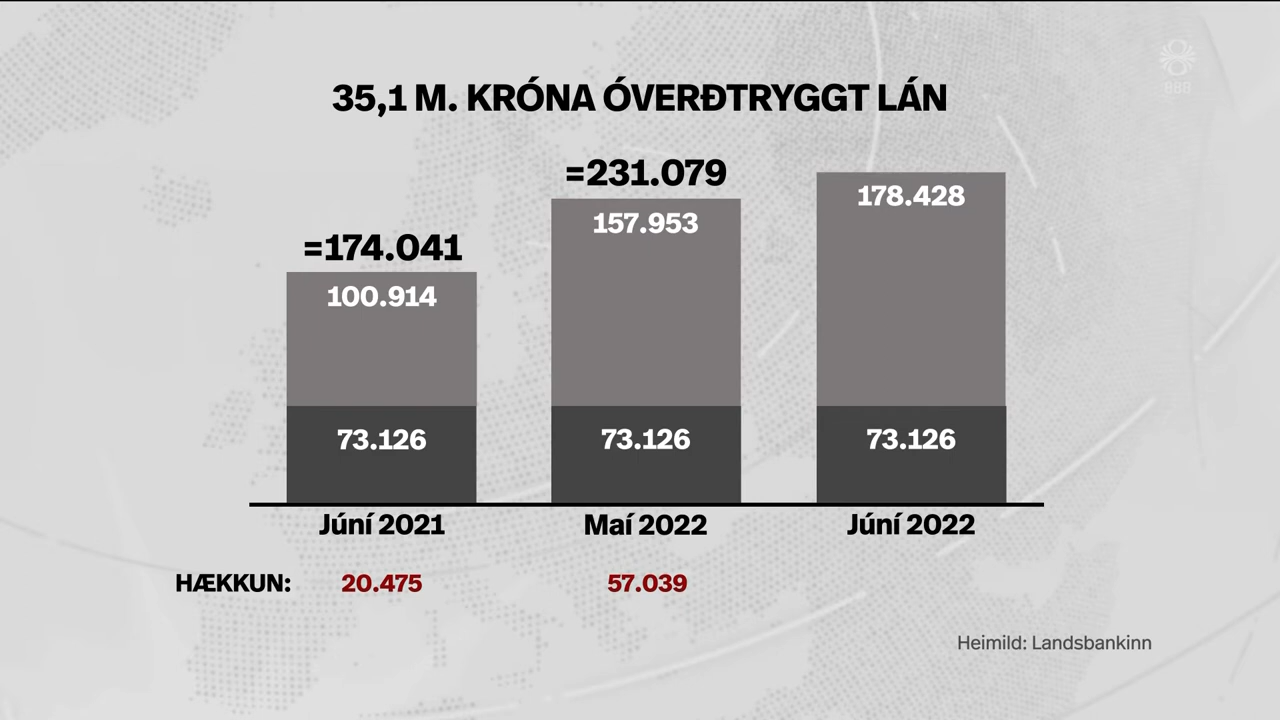 888
35,1 M. KRÓNA ÓVERÐTRYGGT LÁN
=174.041
=231.079
100.914
157.953
178.428
73.126
73.126
73.126
Júní 2021
Maí 2022
Júní 2022
HÆKKUN: 20.475 57.039
Heimild: Landsbankinn